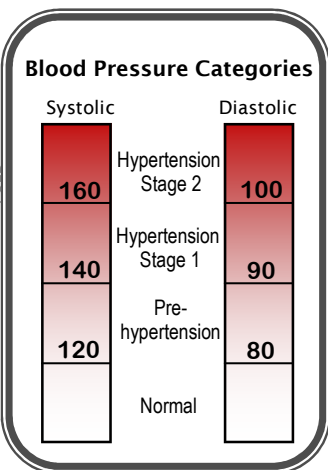 Blood Pressure Categories
Systolic
Diastolic
Hypertension
Stage 2
160
100
Hypertension
Stage 1
140
90
Pre-
hypertension
120
80
Normal